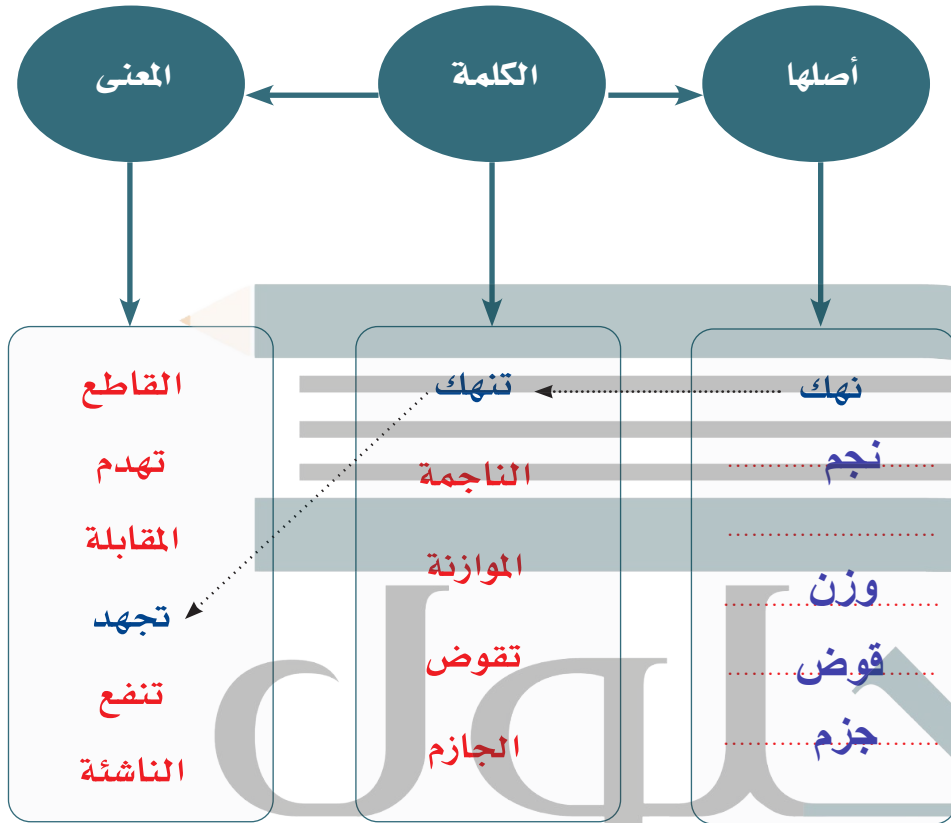 أصلها
الكلمة
المعنى
نهك
نجم
وزن
قوض
جزم
تنهك
الناجمة
الموازنة
تقوض
الجازم
القاطع
تهدم
المقابلة
تجهد
تنفع
الناشئة
حلول